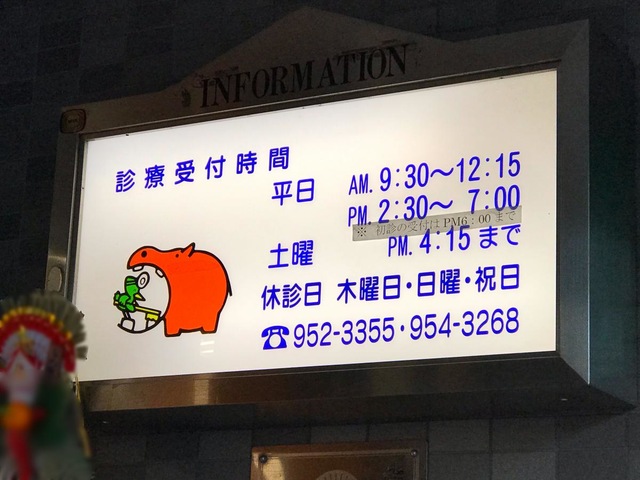 INFORMATION
診療受付時間
平日 AM. 9:30～12:15
PM. 2:30～ 7:00
※ 初診の受付はPM6:00まで
土曜 PM. 4:15まで
休診日 木曜日・日曜・祝日
☎952-3355・954-3268